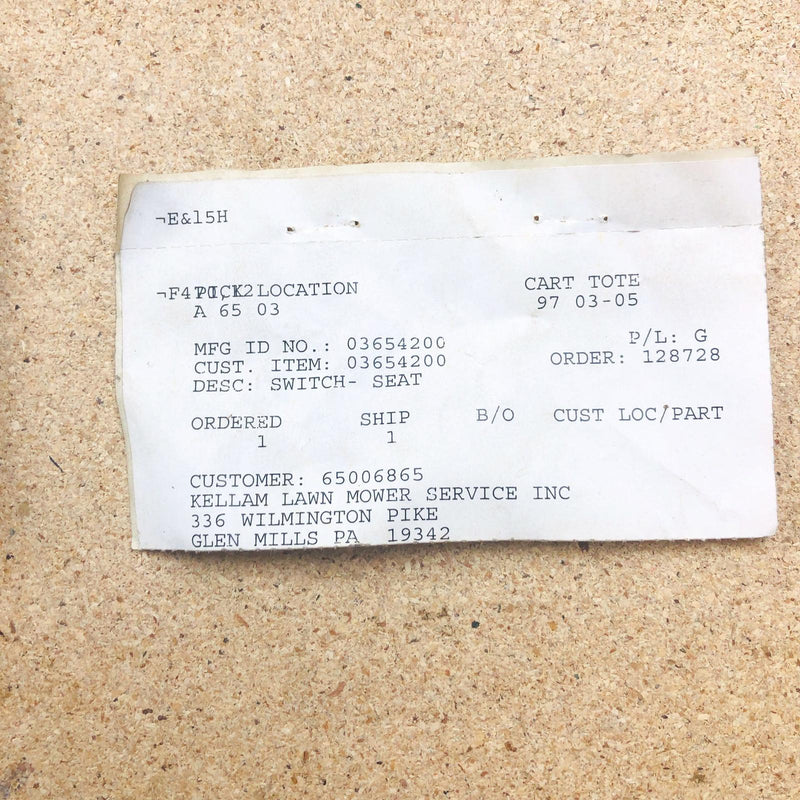 ¬E&15H
PICK LOCATION CART TOTE
A 65 03 97 03-05
P/L: G
MFG ID NO.: 03654200
CUST. ITEM: 03654200 ORDER: 128728
DESC: SWITCH- SEAT
ORDERED SHIP B/O CUST LOC/PART
1 1
CUSTOMER: 65006865
KELLAM LAWN MOWER SERVICE INC
336 WILMINGTON PIKE
GLEN MILLS PA 19342